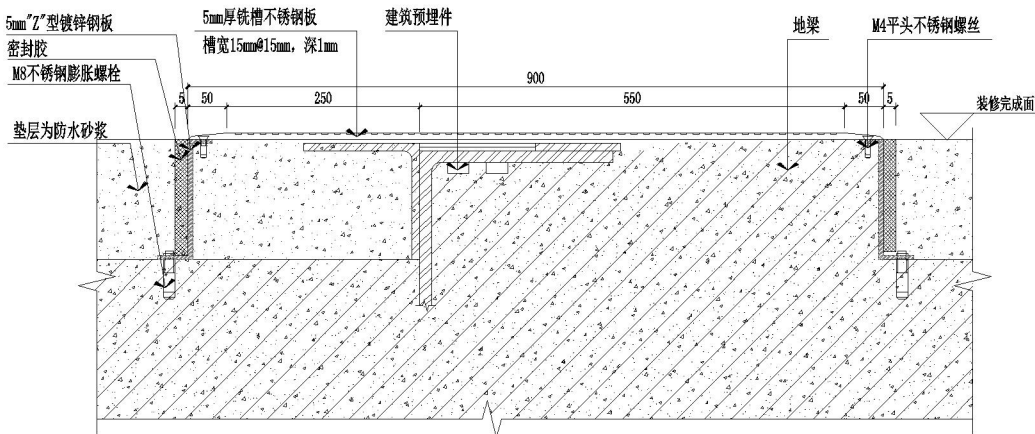 5mm"Z"型镀锌钢板
密封胶
M8不锈钢膨胀螺栓
垫层为防水砂浆
5mm厚铣槽不锈钢板
槽宽15mm@15mm，深1mm
建筑预埋件
地梁
M4平头不锈钢螺丝
装修完成面
900
5
50
250
550
50
5